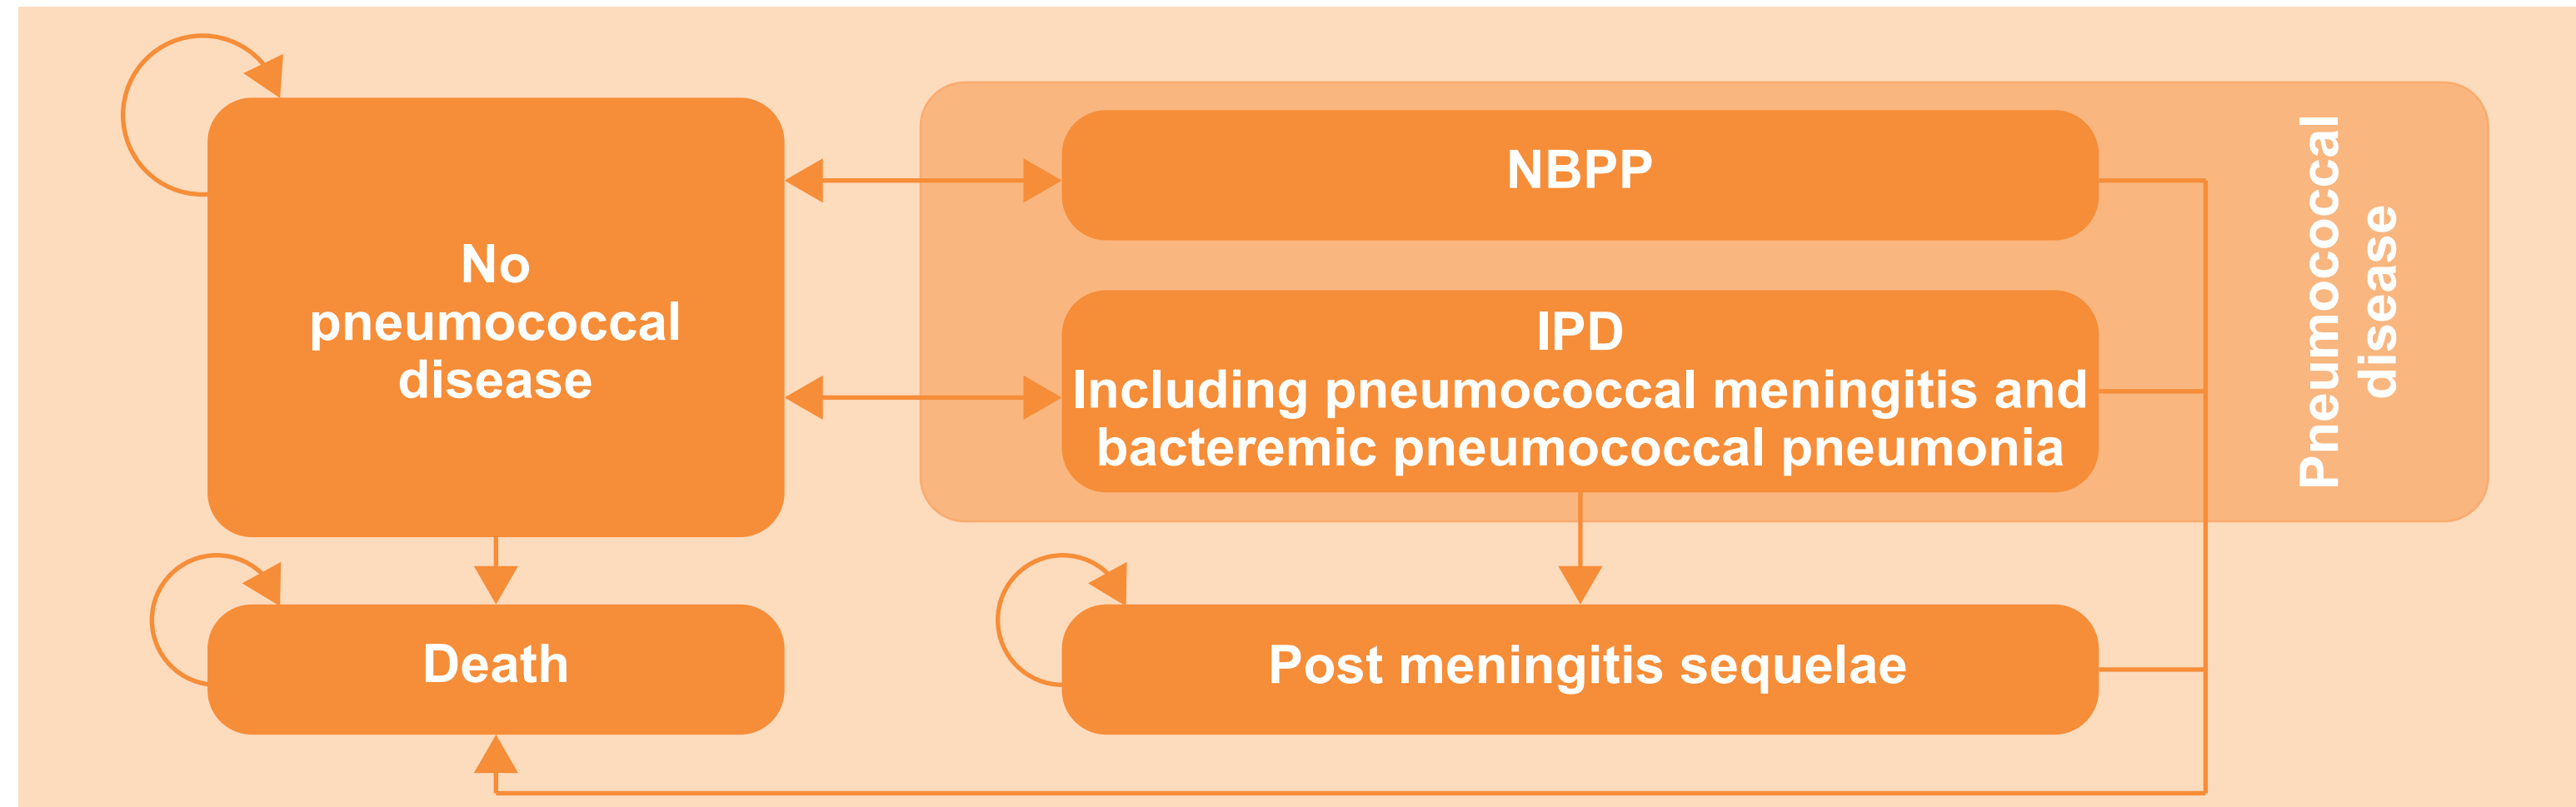 No
pneumococcal
disease
NBPP
IPD
Including pneumococcal meningitis and
bacteremic pneumococcal pneumonia
Pneumococcal
disease
Death
Post meningitis sequelae